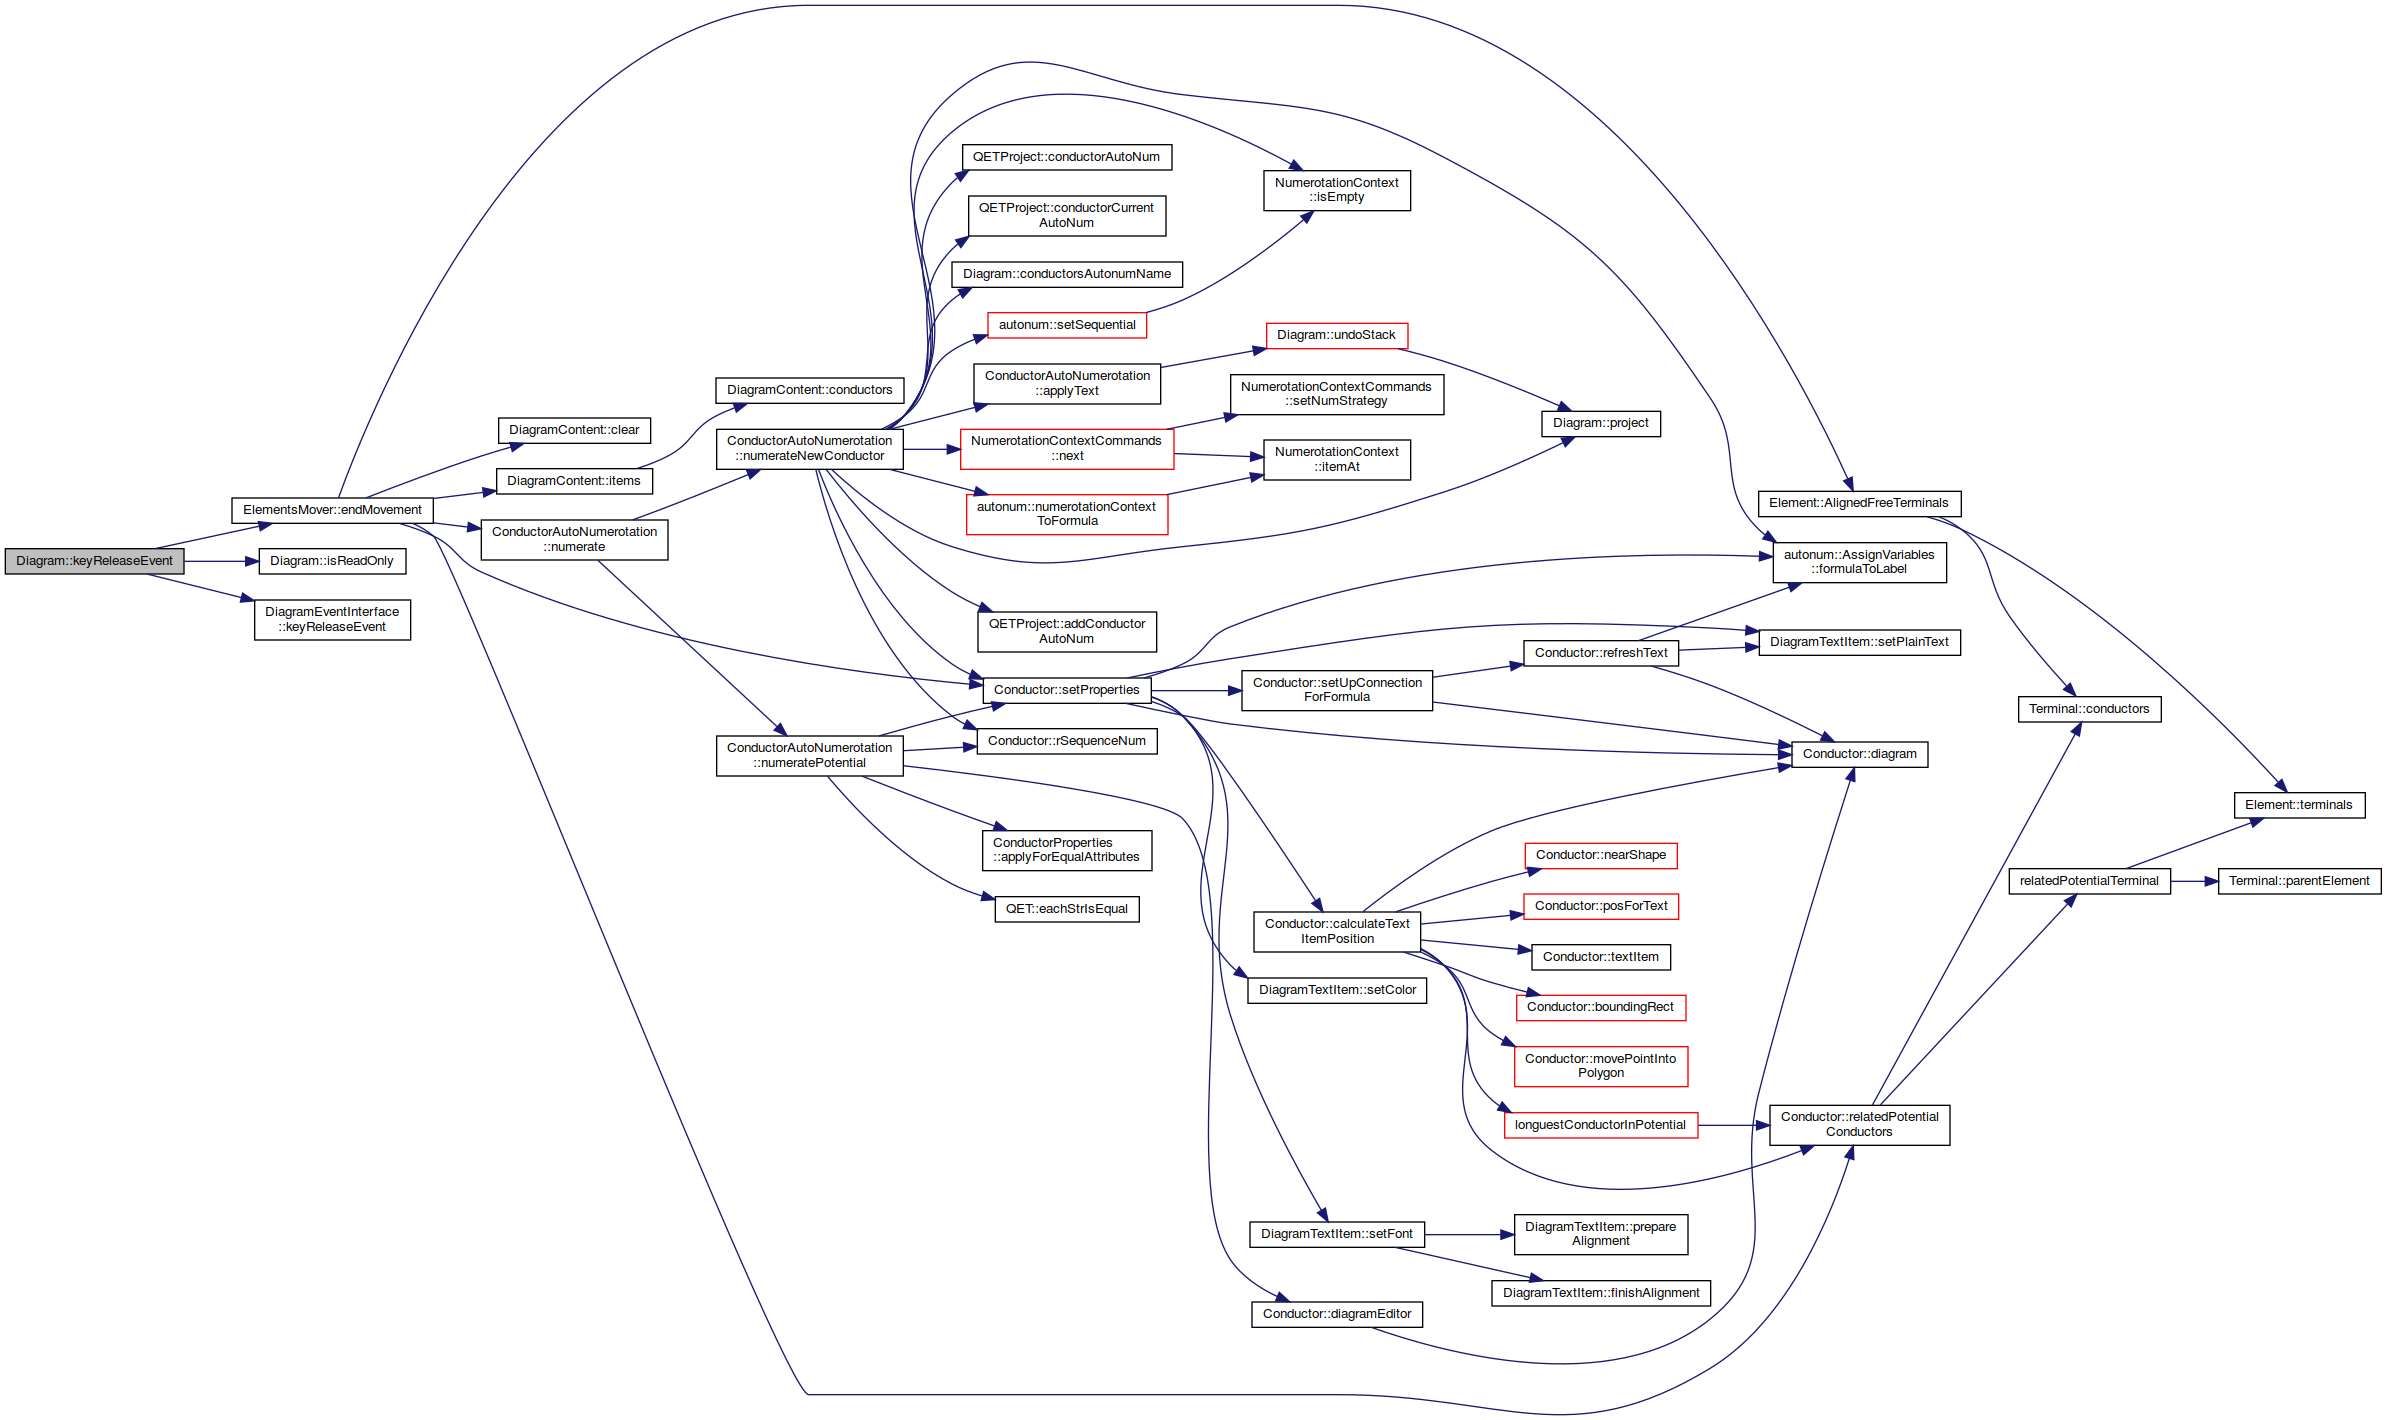 Diagram::keyReleaseEvent
ElementsMover::endMovement
Diagram::isReadOnly
DiagramEventInterface
::keyReleaseEvent
DiagramContent::clear
DiagramContent::items
ConductorAutoNumerotation
::numerate
DiagramContent::conductors
ConductorAutoNumerotation
::numerateNewConductor
ConductorAutoNumerotation
::numeratePotential
QETProject::conductorAutoNum
QETProject::conductorCurrent
AutoNum
Diagram::conductorsAutonumName
autonum::setSequential
ConductorAutoNumerotation
::applyText
NumerotationContextCommands
::next
autonum::numerotationContext
ToFormula
QETProject::addConductor
AutoNum
Conductor::setProperties
Conductor::rSequenceNum
ConductorProperties
::applyForEqualAttributes
QET::eachStrIsEqual
NumerotationContext
::isEmpty
Diagram::undoStack
NumerotationContextCommands
::setNumStrategy
NumerotationContext
::itemAt
Conductor::setUpConnection
ForFormula
Conductor::calculateText
ItemPosition
DiagramTextItem::setColor
DiagramTextItem::setFont
Conductor::diagramEditor
Diagram::project
Conductor::refreshText
Conductor::nearShape
Conductor::posForText
Conductor::textItem
Conductor::boundingRect
Conductor::movePointInto
Polygon
longuestConductorInPotential
DiagramTextItem::prepare
Alignment
DiagramTextItem::finishAlignment
Element::AlignedFreeTerminals
autonum::AssignVariables
::formulaToLabel
DiagramTextItem::setPlainText
Conductor::diagram
Conductor::relatedPotential
Conductors
Terminal::conductors
relatedPotentialTerminal
Element::terminals
Terminal::parentElement